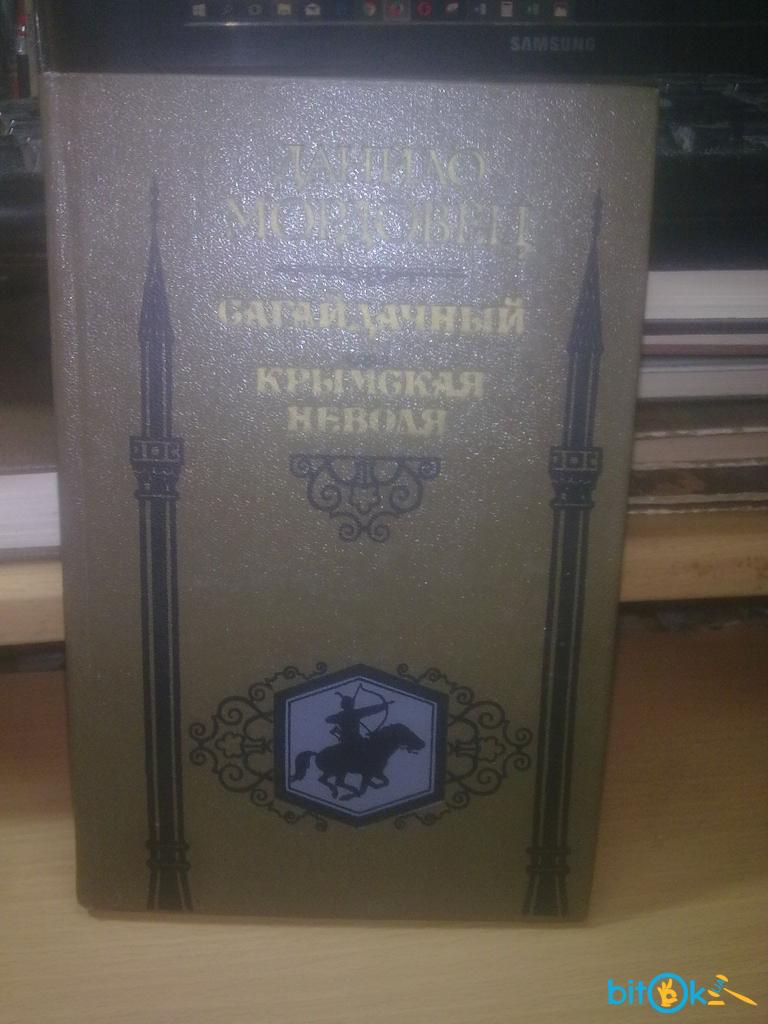 SAMSUNG
ДАНИЛО
МОРДОВЕЦ
САГАЙДАЧНЫЙ
КРЫМСКАЯ
НЕВОЛЯ
bitOk